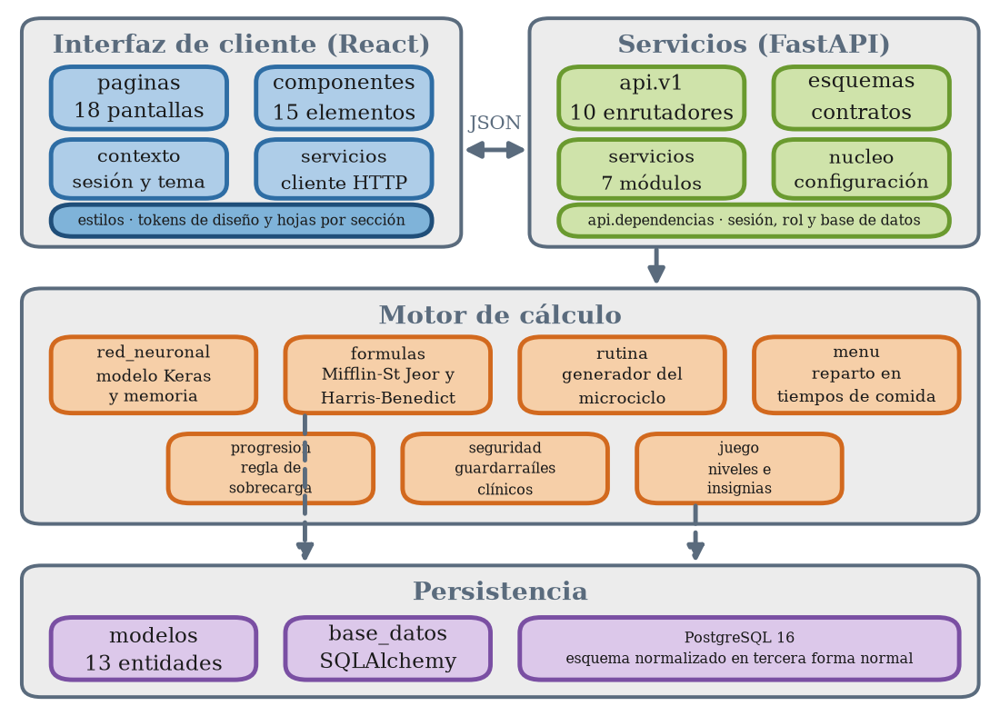 Interfaz de cliente (React)
paginas
18 pantallas
componentes
15 elementos
contexto
sesión y tema
servicios
cliente HTTP
estilos · tokens de diseño y hojas por sección
JSON
Servicios (FastAPI)
api.v1
10 enrutadores
esquemas
contratos
servicios
7 módulos
nucleo
configuración
api.dependencias · sesión, rol y base de datos
Motor de cálculo
red_neuronal
modelo Keras
y memoria
formulas
Mifflin-St Jeor y
Harris-Benedict
rutina
generador del
microciclo
menu
reparto en
tiempos de comida
progresion
regla de
sobrecarga
seguridad
guardarraíles
clínicos
juego
niveles e
insignias
Persistencia
modelos
13 entidades
base_datos
SQLAlchemy
PostgreSQL 16
esquema normalizado en tercera forma normal